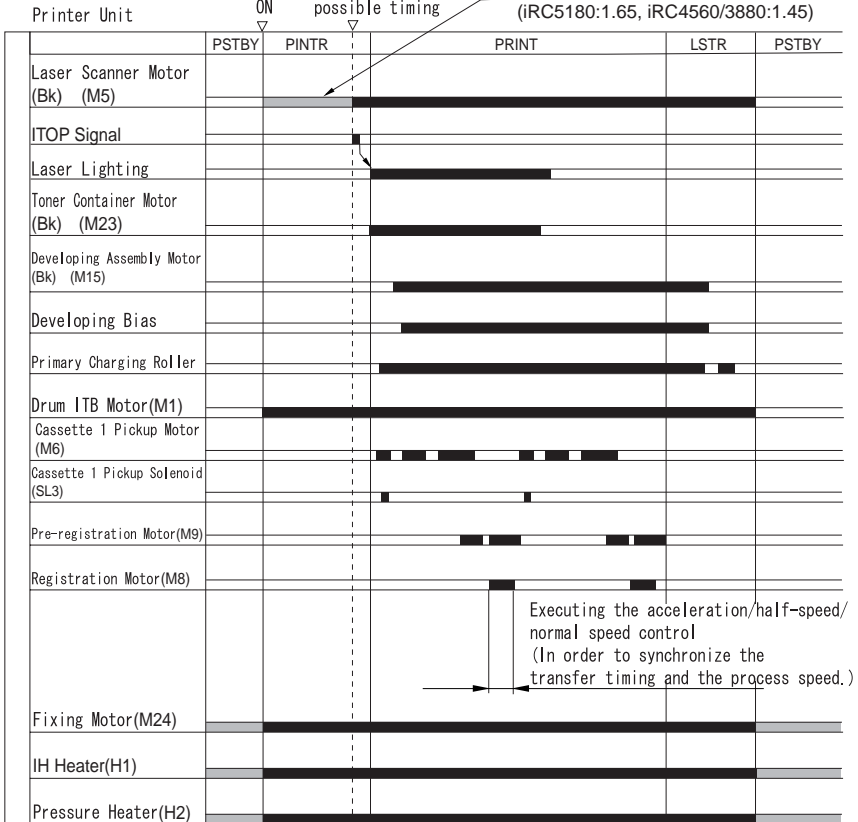 ON possible timing
Printer Unit (iRC5180:1.65, iRC4560/3880:1.45)
PSTBY PINTR PRINT LSTR PSTBY
Laser Scanner Motor
(Bk) (M5)
ITOP Signal
Laser Lighting
Toner Container Motor
(Bk) (M23)
Developing Assembly Motor
(Bk) (M15)
Developing Bias
Primary Charging Roller
Drum ITB Motor(M1)
Cassette 1 Pickup Motor
(M6)
Cassette 1 Pickup Solenoid
(SL3)
Pre-registration Motor(M9)
Registration Motor(M8)
Executing the acceleration/half-speed/
normal speed control
(In order to synchronize the
transfer timing and the process speed.)
Fixing Motor(M24)
IH Heater(H1)
Pressure Heater(H2)